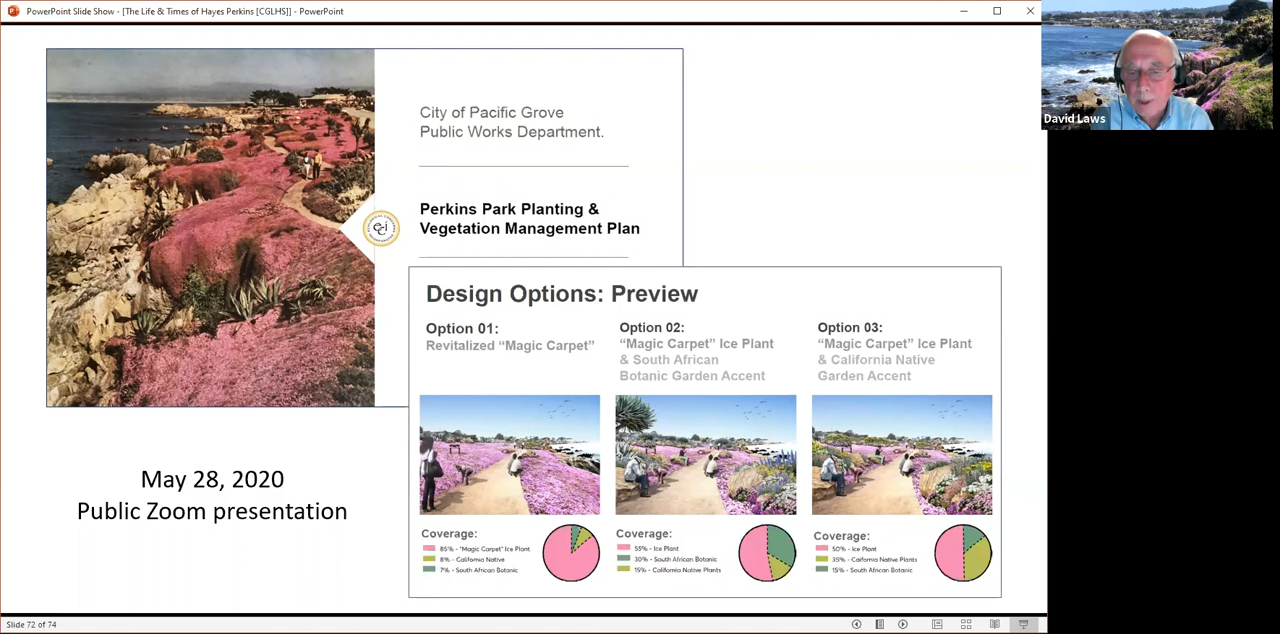 PowerPoint Slide Show - [The Life & Times of Hayes Perkins [CGLHS]] - PowerPoint
David Laws
City of Pacific Grove
Public Works Department.
Perkins Park Planting &
Vegetation Management Plan
Design Options: Preview
Option 01:
Revitalized “Magic Carpet”
Option 02:
“Magic Carpet” Ice Plant
& South African
Botanic Garden Accent
Option 03:
“Magic Carpet” Ice Plant
& California Native
Garden Accent
Coverage:
85% - "Magic Carpet" Ice Plant
8% - California Native
7% - South African Botanic
Coverage:
55% - Ice Plant
30% - South African Botanic
15% - California Native Plants
Coverage:
50% - Ice Plant
35% - California Native Plants
15% - South African Botanic
May 28, 2020
Public Zoom presentation
Slide 72 of 74